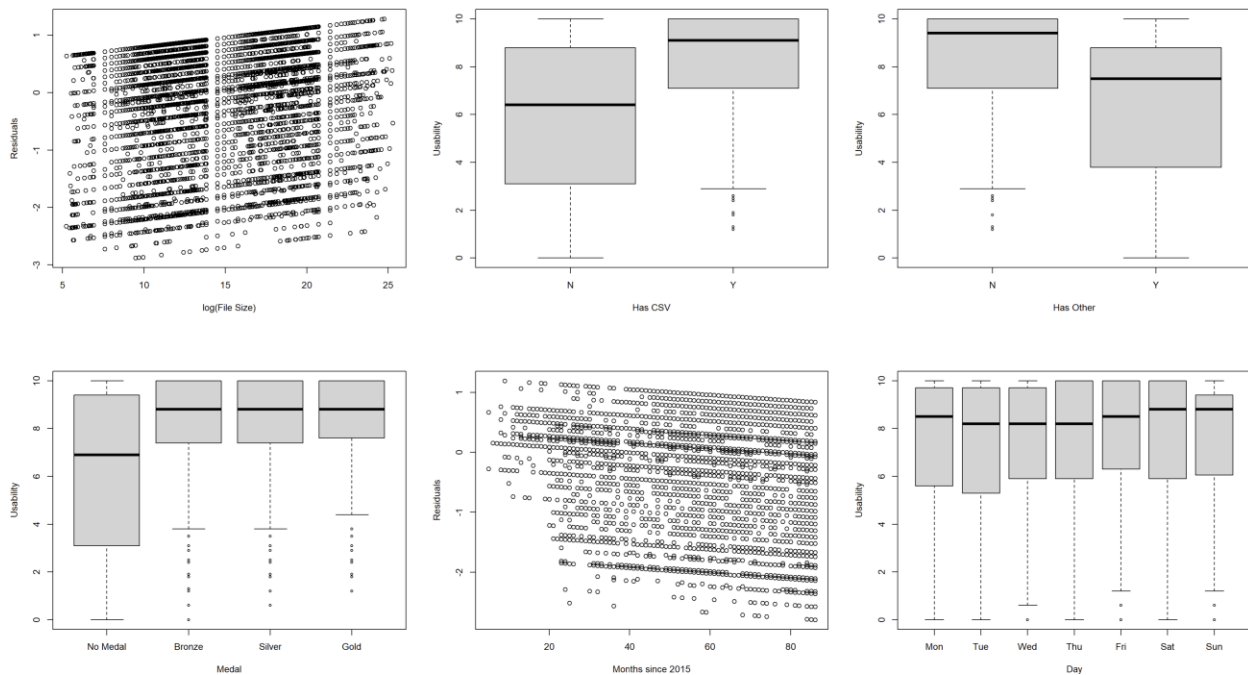 Residuals
1
0
-1
-2
-3
5 10 15 20 25
log(File Size)
Usability
10
8
6
4
2
0
N Y
Has CSV
Usability
10
8
6
4
2
0
N Y
Has Other
Usability
10
8
6
4
2
0
No Medal Bronze Silver Gold
Medal
Residuals
1
0
-1
-2
20 40 60 80
Months since 2015
Usability
10
8
6
4
2
0
Mon Tue Wed Thu Fri Sat Sun
Day